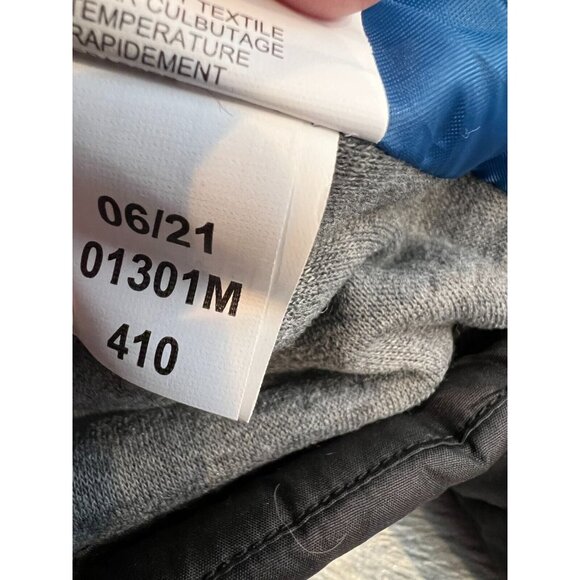 CULBUTAGE TEXTILE
TEMPERATURE
RAPIDEMENT
06/21
01301M
410